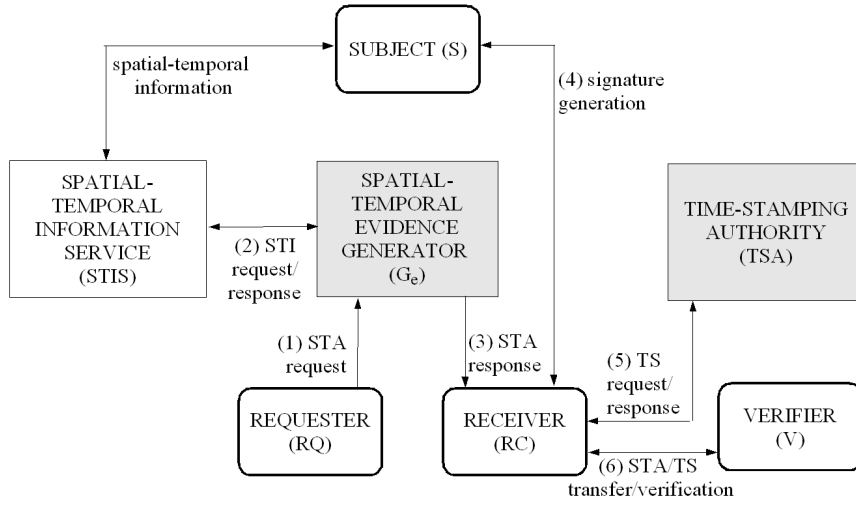 SUBJECT (S)
spatial-temporal
information
(4) signature
generation
SPATIAL-
TEMPORAL
INFORMATION
SERVICE
(STIS)
(2) STI
request/
response
SPATIAL-
TEMPORAL
EVIDENCE
GENERATOR
(Ge)
TIME-STAMPING
AUTHORITY
(TSA)
(1) STA
request
(3) STA
response
(5) TS
request/
response
REQUESTER
(RQ)
RECEIVER
(RC)
VERIFIER
(V)
(6) STA/TS
transfer/verification